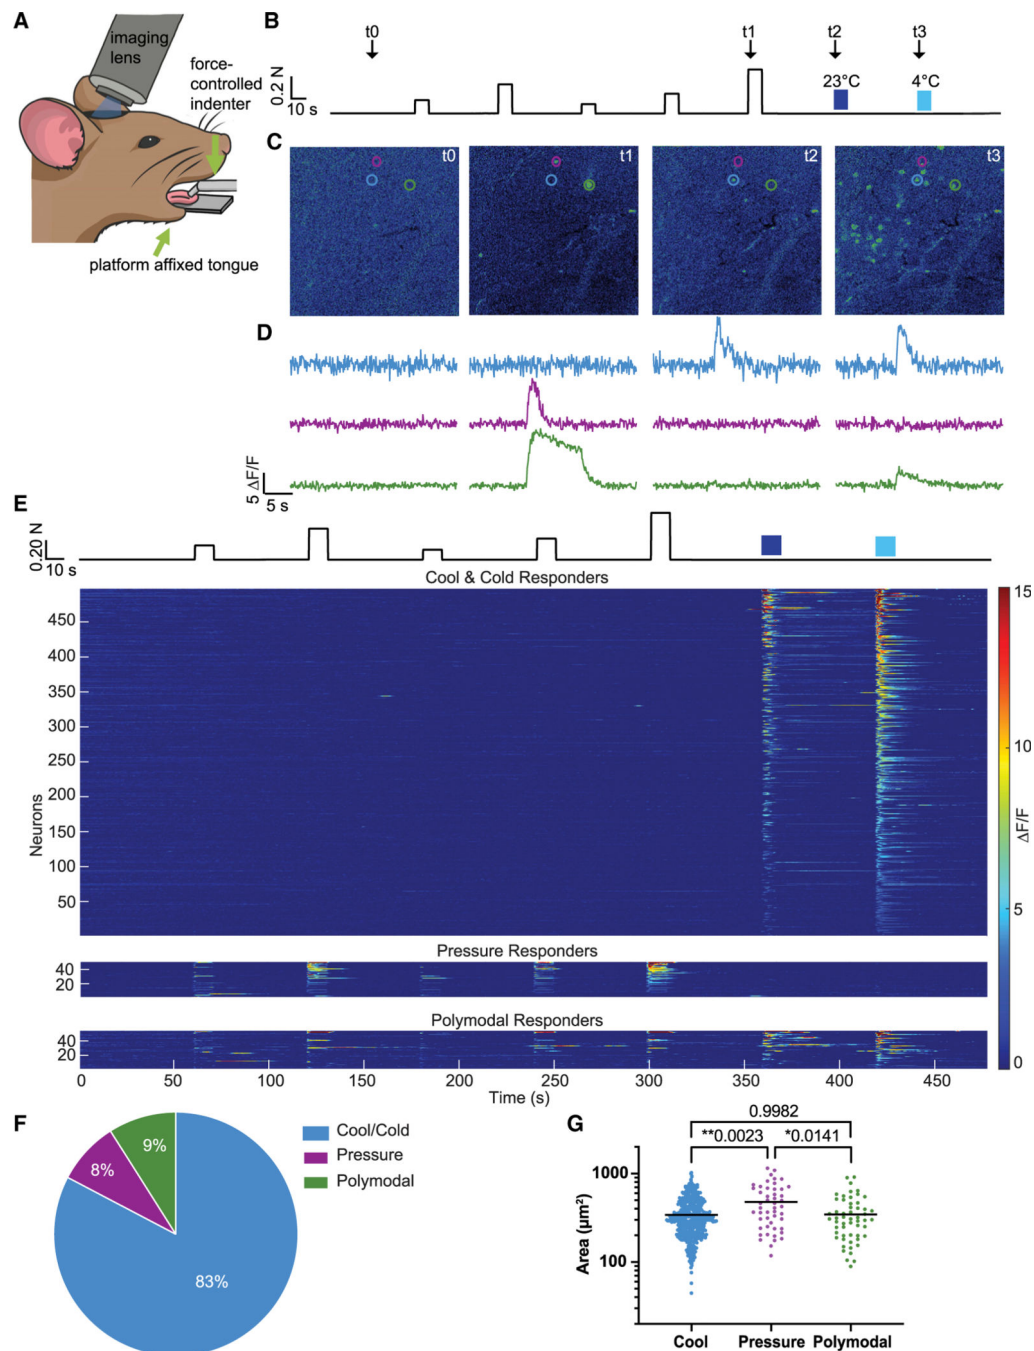 A
imaging
lens
force-
controlled
indenter
platform affixed tongue
B
t0
t1
t2
t3
0.2 N
10 s
23°C
4°C
C
t0
t1
t2
t3
D
5 ΔF/F
5 s
E
0.20 N
10 s
Cool & Cold Responders
450
400
350
300
250
200
150
100
50
Neurons
Pressure Responders
40
20
Polymodal Responders
40
20
0 50 100 150 200 250 300 350 400 450
Time (s)
15
10
5
0
ΔF/F
F
9%
8%
83%
Cool/Cold
Pressure
Polymodal
G
0.9982
**0.0023
*0.0141
1000
100
Area (µm²)
Cool Pressure Polymodal